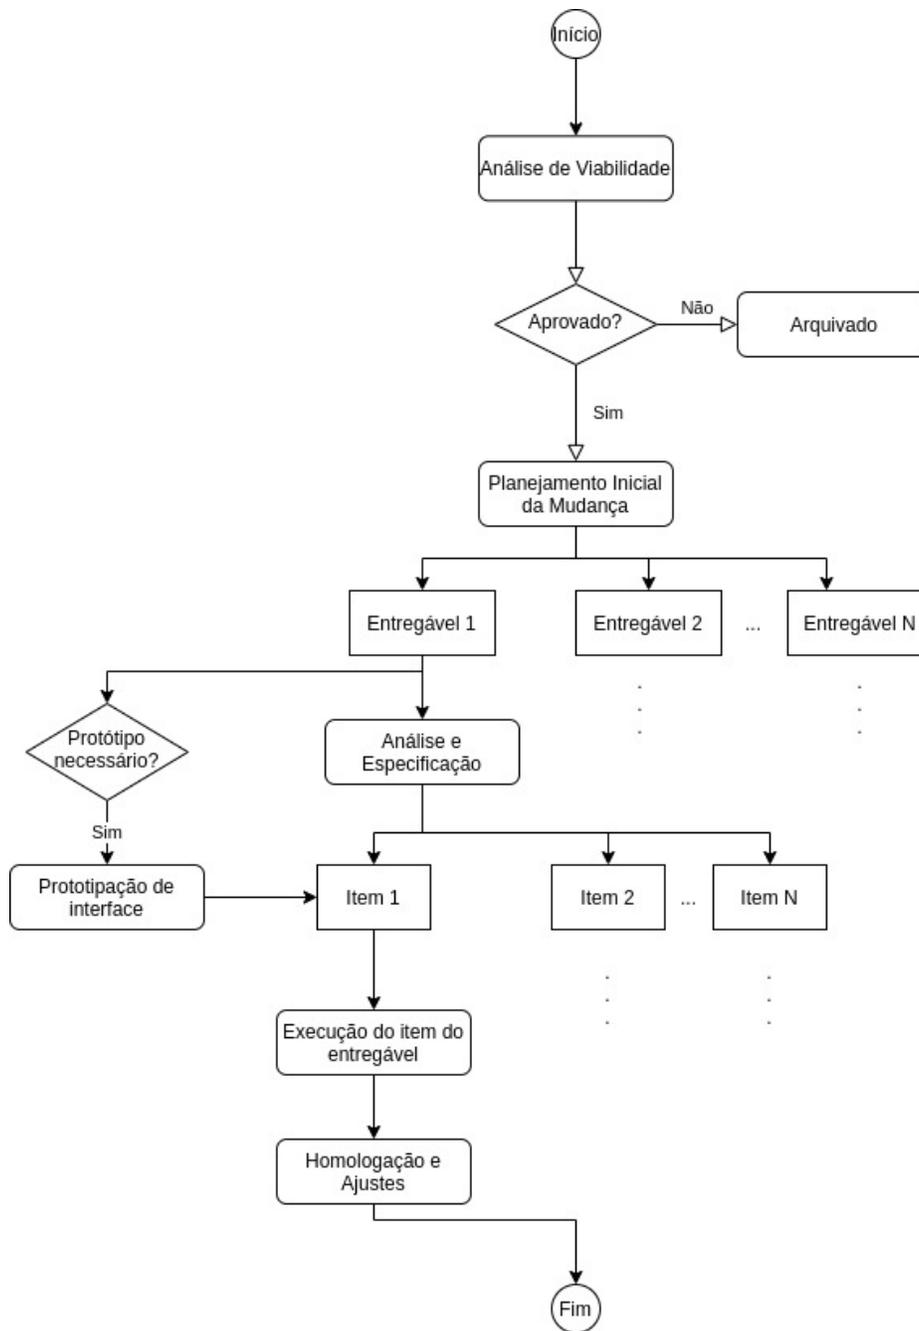 Início
Análise de Viabilidade
Aprovado?
Não
Arquivado
Sim
Planejamento Inicial
da Mudança
Entregável 1
Entregável 2
...
Entregável N
Protótipo
necessário?
Análise e
Especificação
Sim
Prototipação de
interface
Item 1
Item 2
...
Item N
Execução do item do
entregável
Homologação e
Ajustes
Fim